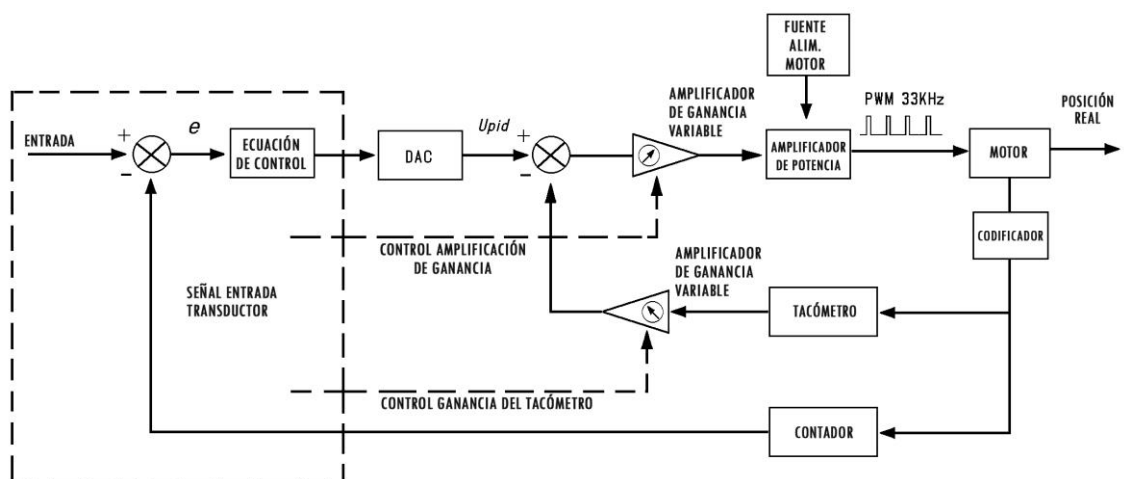 FUENTE
ALIM.
MOTOR
AMPLIFICADOR
DE GANANCIA
VARIABLE
PWM 33KHz
POSICIÓN
REAL
ENTRADA
+
−
e
ECUACIÓN
DE CONTROL
DAC
Upid
+
−
AMPLIFICADOR
DE POTENCIA
MOTOR
CODIFICADOR
CONTROL AMPLIFICACIÓN
DE GANANCIA
AMPLIFICADOR
DE GANANCIA
VARIABLE
SEÑAL ENTRADA
TRANSDUCTOR
TACÓMETRO
CONTROL GANANCIA DEL TACÓMETRO
CONTADOR